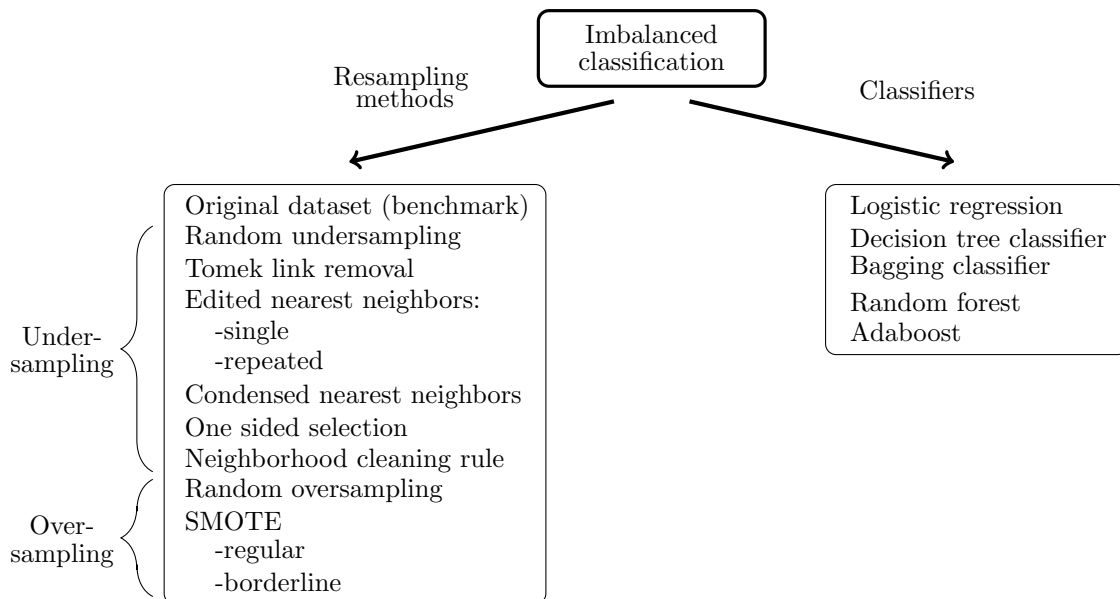 Imbalanced
classification
Resampling
methods
Classifiers
Original dataset (benchmark)
Random undersampling
Tomek link removal
Edited nearest neighbors:
-single
-repeated
Condensed nearest neighbors
One sided selection
Neighborhood cleaning rule
Random oversampling
SMOTE
-regular
-borderline
Under-
sampling
Over-
sampling
Logistic regression
Decision tree classifier
Bagging classifier
Random forest
Adaboost